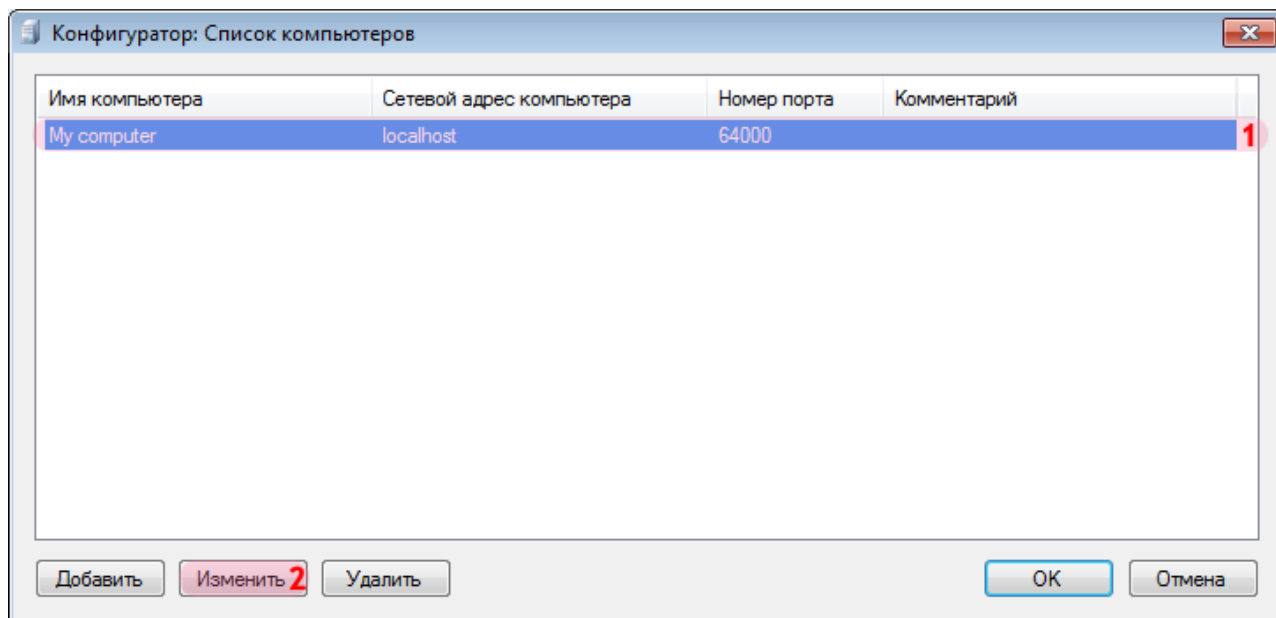 Конфигуратор: Список компьютеров
Имя компьютера Сетевой адрес компьютера Номер порта Комментарий
My computer localhost 64000 1
Добавить Изменить 2 Удалить OK Отмена